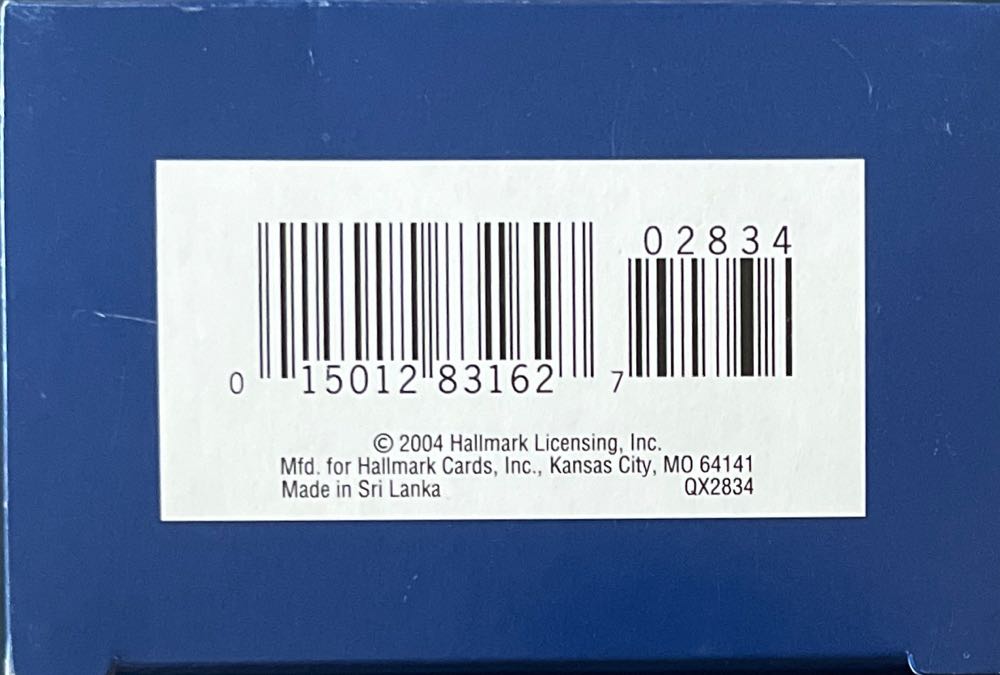 02834
0 15012 83162 7
© 2004 Hallmark Licensing, Inc.
Mfd. for Hallmark Cards, Inc., Kansas City, MO 64141
Made in Sri Lanka QX2834